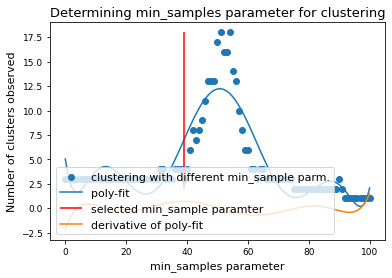 Determining min_samples parameter for clustering
Number of clusters observed
17.5
15.0
12.5
10.0
7.5
5.0
2.5
0.0
−2.5
clustering with different min_sample parm.
poly-fit
selected min_sample paramter
derivative of poly-fit
0 20 40 60 80 100
min_samples parameter